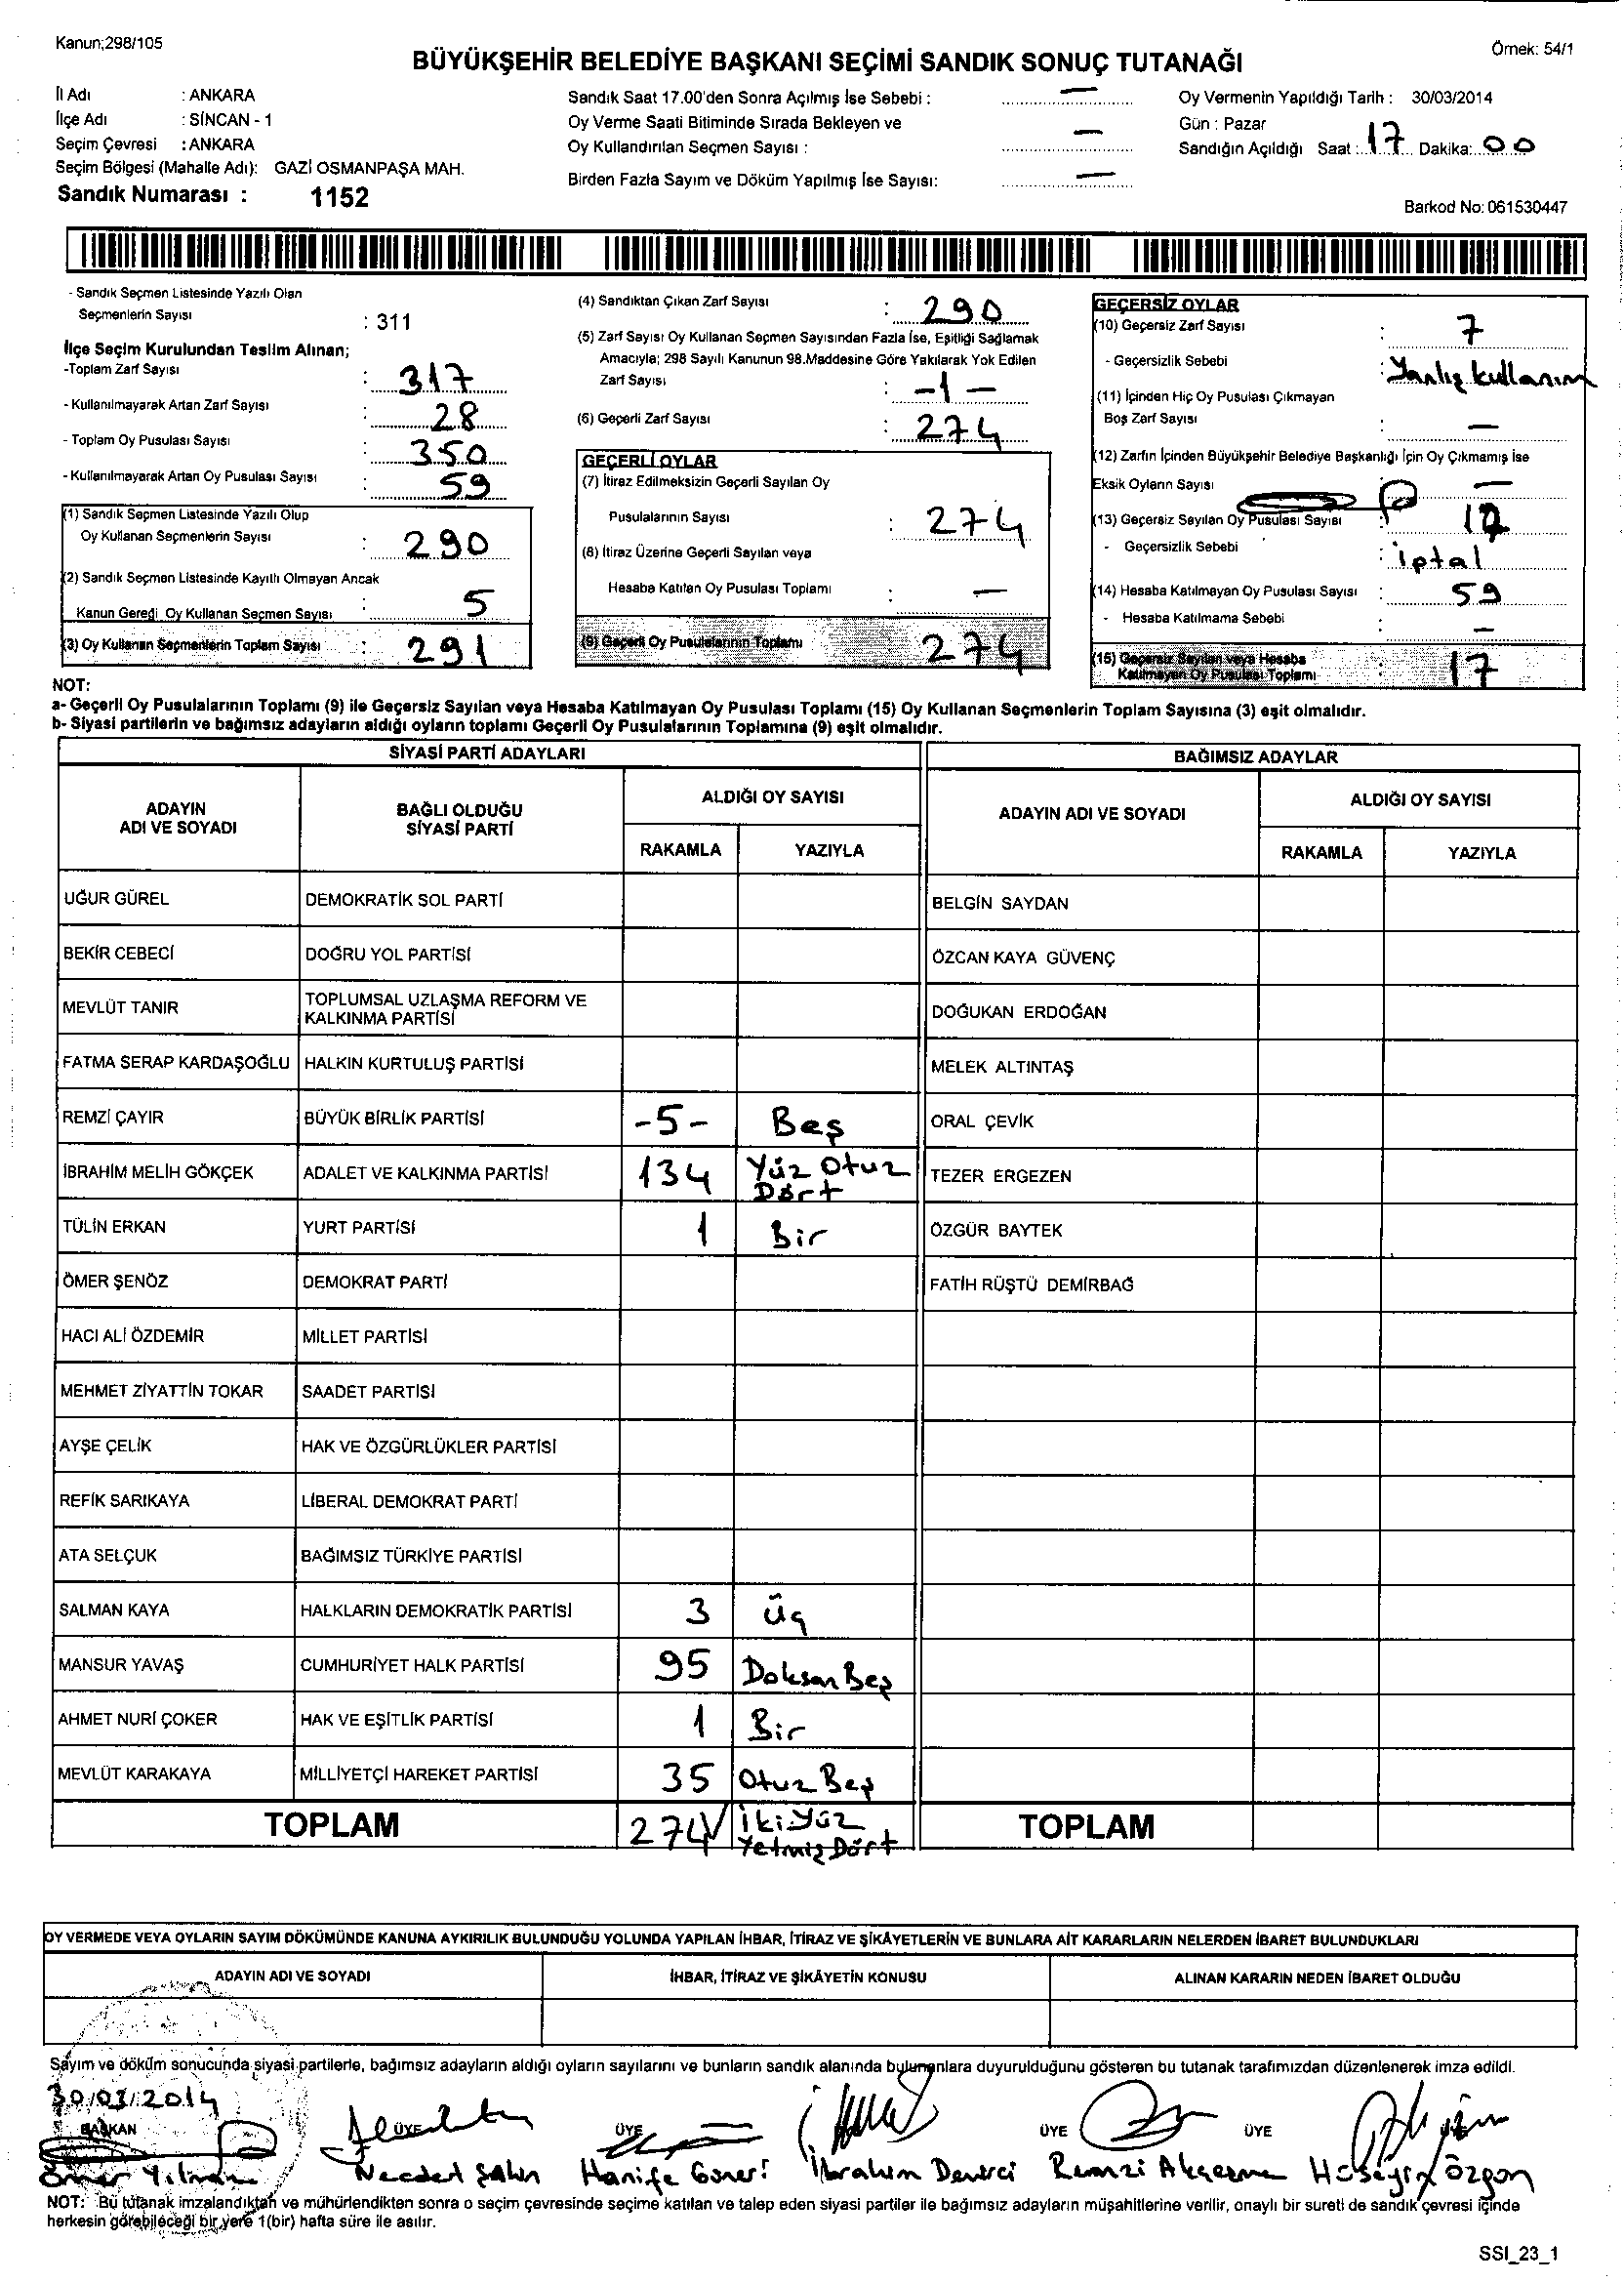 Kanun;298/105
Örnek: 54/1
BÜYÜKŞEHİR BELEDİYE BAŞKANI SEÇİMİ SANDIK SONUÇ TUTANAĞI
İl Adı : ANKARA
İlçe Adı : SİNCAN - 1
Seçim Çevresi : ANKARA
Seçim Bölgesi (Mahalle Adı): GAZİ OSMANPAŞA MAH.
Sandık Numarası : 1152
Sandık Saat 17.00'den Sonra Açılmış İse Sebebi : —
Oy Verme Saati Bitiminde Sırada Bekleyen ve
Oy Kullandırılan Seçmen Sayısı : —
Birden Fazla Sayım ve Döküm Yapılmış İse Sayısı: —
Oy Vermenin Yapıldığı Tarih : 30/03/2014
Gün : Pazar
Sandığın Açıldığı Saat : 17 Dakika: 00
Barkod No: 061530447
- Sandık Seçmen Listesinde Yazılı Olan
Seçmenlerin Sayısı : 311
İlçe Seçim Kurulundan Teslim Alınan;
-Toplam Zarf Sayısı : 317
- Kullanılmayarak Artan Zarf Sayısı : 28
- Toplam Oy Pusulası Sayısı : 350
- Kullanılmayarak Artan Oy Pusulası Sayısı : 59
(1) Sandık Seçmen Listesinde Yazılı Olup
Oy Kullanan Seçmenlerin Sayısı : 290
(2) Sandık Seçmen Listesinde Kayıtlı Olmayan Ancak
Kanun Gereği Oy Kullanan Seçmen Sayısı : 5
(3) Oy Kullanan Seçmenlerin Toplam Sayısı : 291
(4) Sandıktan Çıkan Zarf Sayısı : 290
(5) Zarf Sayısı Oy Kullanan Seçmen Sayısından Fazla İse, Eşitliği Sağlamak
Amacıyla; 298 Sayılı Kanunun 98.Maddesine Göre Yakılarak Yok Edilen
Zarf Sayısı : -1-
(6) Geçerli Zarf Sayısı : 274
GEÇERLİ OYLAR
(7) İtiraz Edilmeksizin Geçerli Sayılan Oy
Pusulalarının Sayısı : 274
(8) İtiraz Üzerine Geçerli Sayılan veya
Hesaba Katılan Oy Pusulası Toplamı : —
(9) Geçerli Oy Pusulalarının Toplamı 274
GEÇERSİZ OYLAR
(10) Geçersiz Zarf Sayısı : 7
- Geçersizlik Sebebi : Yanlış kullanım
(11) İçinden Hiç Oy Pusulası Çıkmayan
Boş Zarf Sayısı : —
(12) Zarfın İçinden Büyükşehir Belediye Başkanlığı İçin Oy Çıkmamış İse
Eksik Oyların Sayısı : —
(13) Geçersiz Sayılan Oy Pusulası Sayısı : 17
- Geçersizlik Sebebi : iptal
(14) Hesaba Katılmayan Oy Pusulası Sayısı : 59
- Hesaba Katılmama Sebebi : —
(15) Geçersiz Sayılan veya Hesaba
Katılmayan Oy Pusulası Toplamı : 17
NOT:
a- Geçerli Oy Pusulalarının Toplamı (9) ile Geçersiz Sayılan veya Hesaba Katılmayan Oy Pusulası Toplamı (15) Oy Kullanan Seçmenlerin Toplam Sayısına (3) eşit olmalıdır.
b- Siyasi partilerin ve bağımsız adayların aldığı oyların toplamı Geçerli Oy Pusulalarının Toplamına (9) eşit olmalıdır.
SİYASİ PARTİ ADAYLARI
BAĞIMSIZ ADAYLAR
ADAYIN ADI VE SOYADI
BAĞLI OLDUĞU SİYASİ PARTİ
ALDIĞI OY SAYISI
RAKAMLA YAZIYLA
ADAYIN ADI VE SOYADI
ALDIĞI OY SAYISI
RAKAMLA YAZIYLA
UĞUR GÜREL DEMOKRATİK SOL PARTİ BELGİN SAYDAN
BEKİR CEBECİ DOĞRU YOL PARTİSİ ÖZCAN KAYA GÜVENÇ
MEVLÜT TANIR TOPLUMSAL UZLAŞMA REFORM VE KALKINMA PARTİSİ DOĞUKAN ERDOĞAN
FATMA SERAP KARDAŞOĞLU HALKIN KURTULUŞ PARTİSİ MELEK ALTINTAŞ
REMZİ ÇAYIR BÜYÜK BİRLİK PARTİSİ -5- Beş ORAL ÇEVİK
İBRAHİM MELİH GÖKÇEK ADALET VE KALKINMA PARTİSİ 134 Yüz Otuz Dört TEZER ERGEZEN
TÜLİN ERKAN YURT PARTİSİ 1 Bir ÖZGÜR BAYTEK
ÖMER ŞENÖZ DEMOKRAT PARTİ FATİH RÜŞTÜ DEMİRBAĞ
HACI ALİ ÖZDEMİR MİLLET PARTİSİ
MEHMET ZİYATTİN TOKAR SAADET PARTİSİ
AYŞE ÇELİK HAK VE ÖZGÜRLÜKLER PARTİSİ
REFİK SARIKAYA LİBERAL DEMOKRAT PARTİ
ATA SELÇUK BAĞIMSIZ TÜRKİYE PARTİSİ
SALMAN KAYA HALKLARIN DEMOKRATİK PARTİSİ 3 üç
MANSUR YAVAŞ CUMHURİYET HALK PARTİSİ 95 Doksan Beş
AHMET NURİ ÇOKER HAK VE EŞİTLİK PARTİSİ 1 Bir
MEVLÜT KARAKAYA MİLLİYETÇİ HAREKET PARTİSİ 35 Otuz Beş
TOPLAM 274 İkiyüz Yetmiş Dört TOPLAM
OY VERMEDE VEYA OYLARIN SAYIM DÖKÜMÜNDE KANUNA AYKIRILIK BULUNDUĞU YOLUNDA YAPILAN İHBAR, İTİRAZ VE ŞİKÂYETLERİN VE BUNLARA AİT KARARLARIN NELERDEN İBARET BULUNDUKLARI
ADAYIN ADI VE SOYADI İHBAR, İTİRAZ VE ŞİKÂYETİN KONUSU ALINAN KARARIN NEDEN İBARET OLDUĞU
Sayım ve döküm sonucunda siyasi partilerle, bağımsız adayların aldığı oyların sayılarını ve bunların sandık alanında bulunanlara duyurulduğunu gösteren bu tutanak tarafımızdan düzenlenerek imza edildi.
30/03/2014
BAŞKAN ÜYE ÜYE ÜYE ÜYE
Ömer Yılmaz Necdet Şahin Hanife Güneri İbrahim Demirci Remzi Hüseyin Özgon
NOT: Bu tutanak imzalandıktan ve mühürlendikten sonra o seçim çevresinde seçime katılan ve talep eden siyasi partiler ile bağımsız adayların müşahitlerine verilir, onaylı bir sureti de sandık çevresi içinde
herkesin görebileceği bir yere 1(bir) hafta süre ile asılır.
SSI_23_1